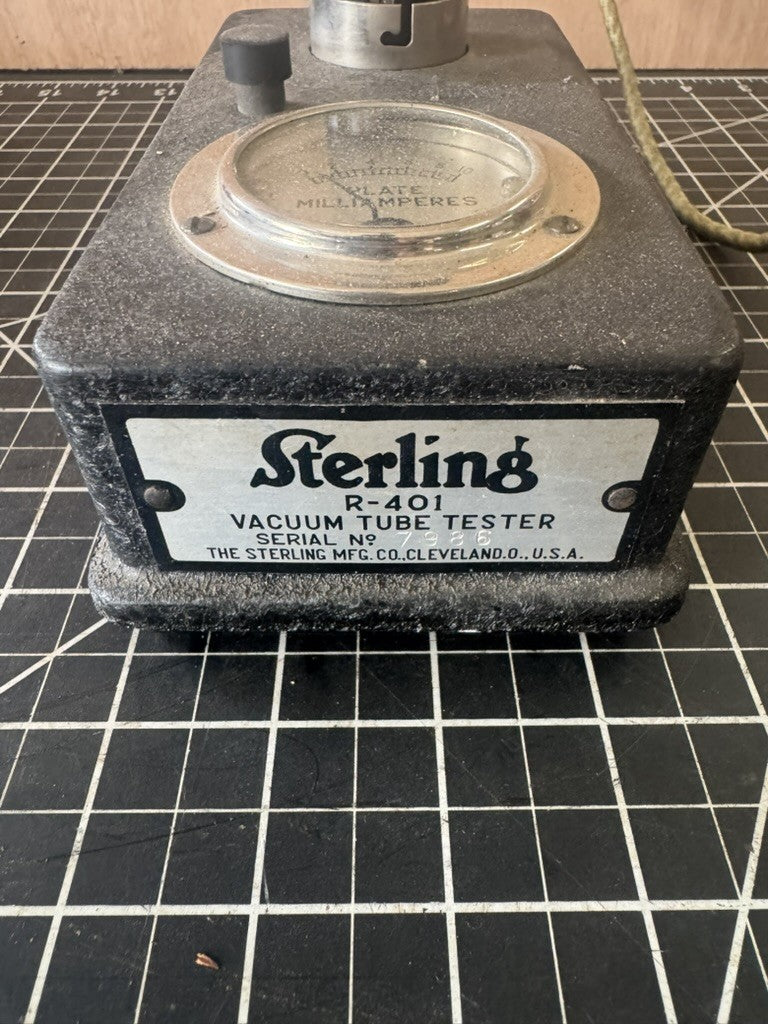 PLATE
MILLIAMPERES
Sterling
R-401
VACUUM TUBE TESTER
SERIAL Nº 7986
THE STERLING MFG. CO., CLEVELAND.O., U.S.A.